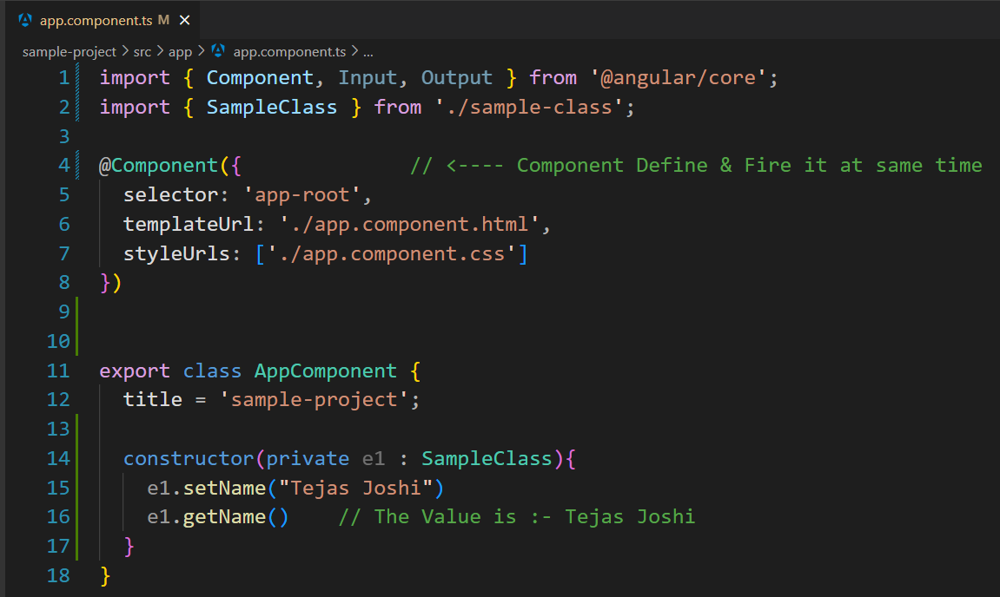 app.component.ts M ×
sample-project > src > app > app.component.ts > ...
1 import { Component, Input, Output } from '@angular/core';
2 import { SampleClass } from './sample-class';
3
4 @Component({ // <---- Component Define & Fire it at same time
5 selector: 'app-root',
6 templateUrl: './app.component.html',
7 styleUrls: ['./app.component.css']
8 })
9
10
11 export class AppComponent {
12 title = 'sample-project';
13
14 constructor(private e1 : SampleClass){
15 e1.setName("Tejas Joshi")
16 e1.getName() // The Value is :- Tejas Joshi
17 }
18 }